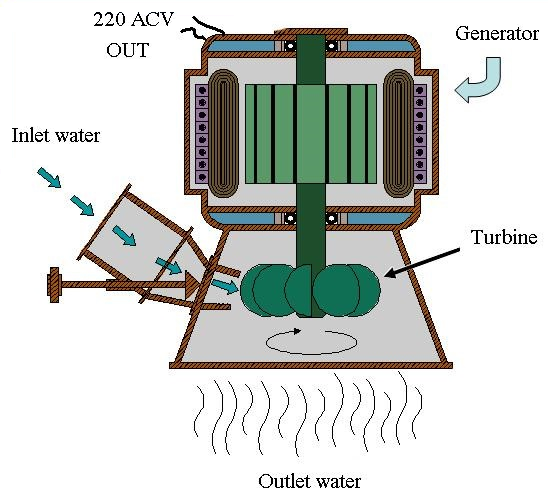 220 ACV
OUT
Generator
Inlet water
Turbine
Outlet water